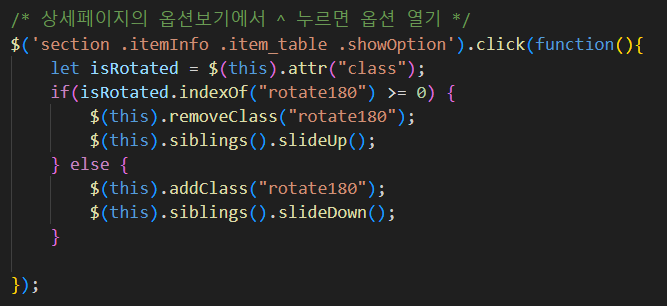 /* 상세페이지의 옵션보기에서 ^ 누르면 옵션 열기 */
$('section .itemInfo .item_table .showOption').click(function(){
    let isRotated = $(this).attr("class");
    if(isRotated.indexOf("rotate180") >= 0) {
        $(this).removeClass("rotate180");
        $(this).siblings().slideUp();
    } else {
        $(this).addClass("rotate180");
        $(this).siblings().slideDown();
    }
});